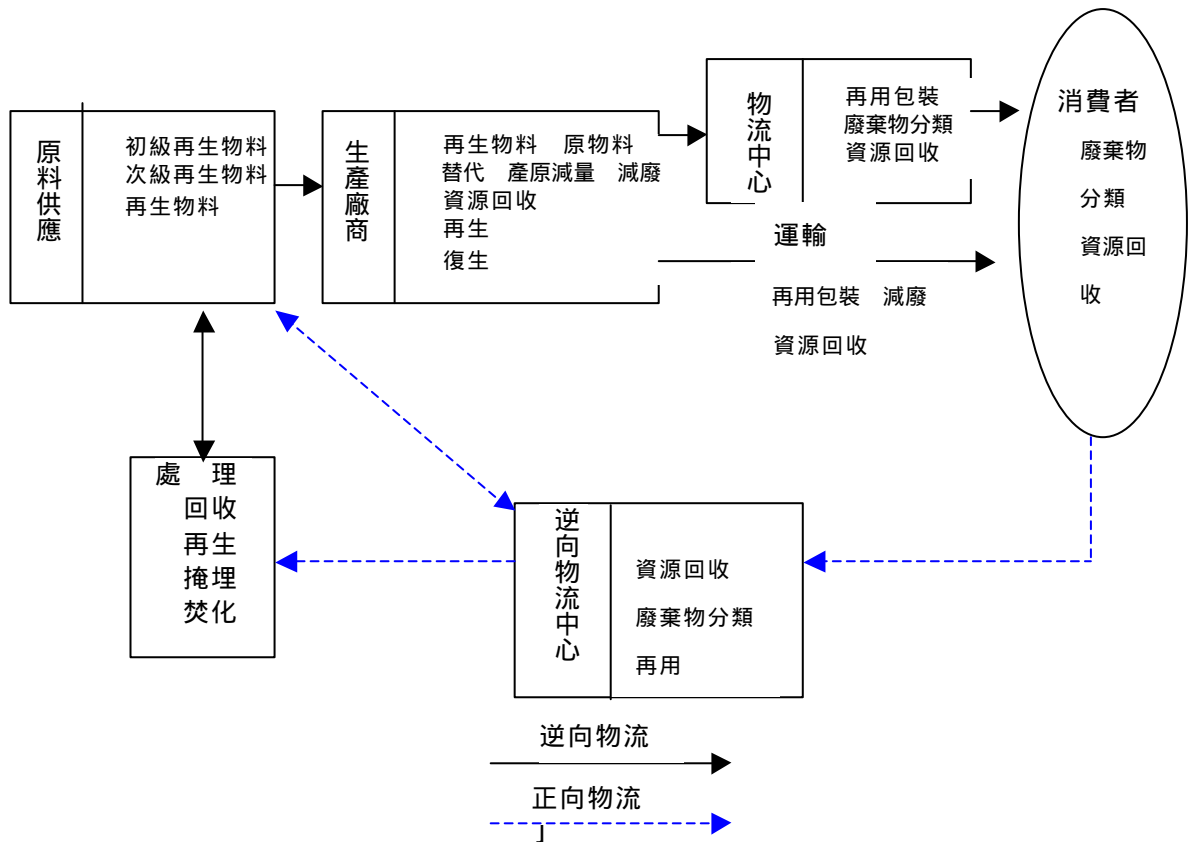 原料供應
初級再生物料
次級再生物料
再生物料
生產廠商
再生物料 原物料
替代 產原減量 減廢
資源回收
再生
復生
物流中心
再用包裝
廢棄物分類
資源回收
運輸
再用包裝 減廢
資源回收
消費者
廢棄物
分類
資源回
收
處 理
回收
再生
掩埋
焚化
逆向物流中心
資源回收
廢棄物分類
再用
逆向物流
正向物流